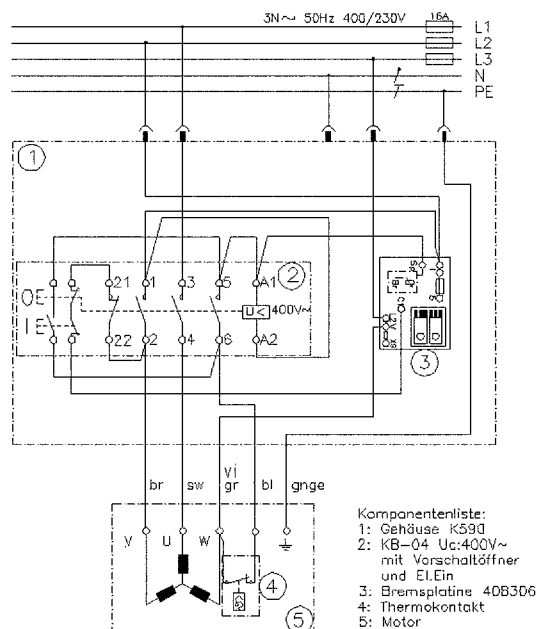 3N~ 50Hz 400/230V
16A
L1
L2
L3
N
PE
1
2
21 1 3 5 A1
0E
IE
U< 400V~
22 2 4 6 A2
3
br sw vi gr bl gnge
V U W
4
5
Komponentenliste:
1: Gehäuse K590
2: KB-04 Uc:400V~
mit Vorschaltöffner
und El.Ein
3: Bremsplatine 40B306
4: Thermokontakt
5: Motor